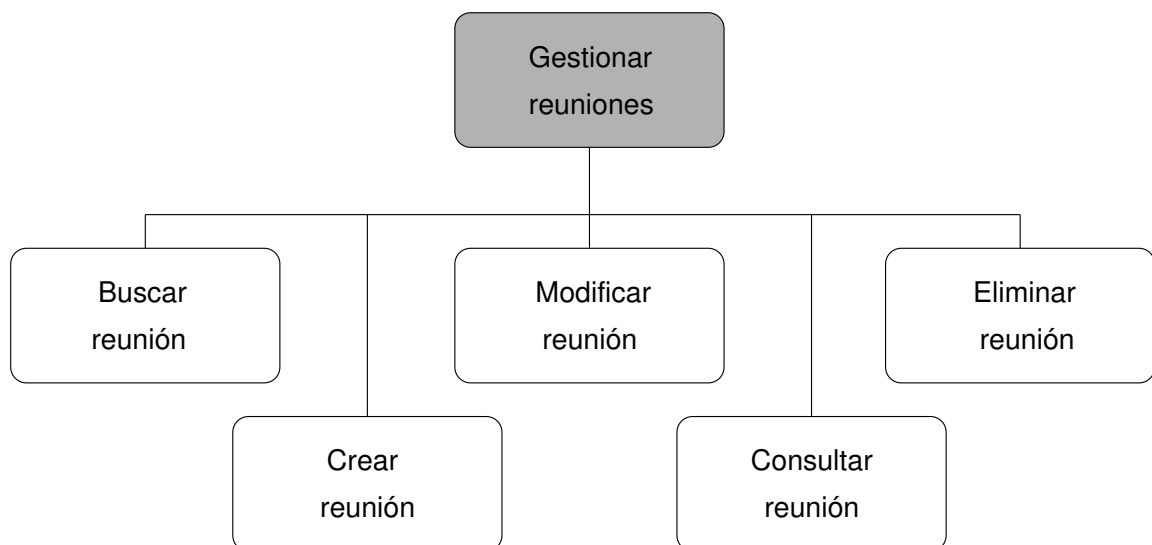 Gestionar
reuniones
Buscar
reunión
Modificar
reunión
Eliminar
reunión
Crear
reunión
Consultar
reunión